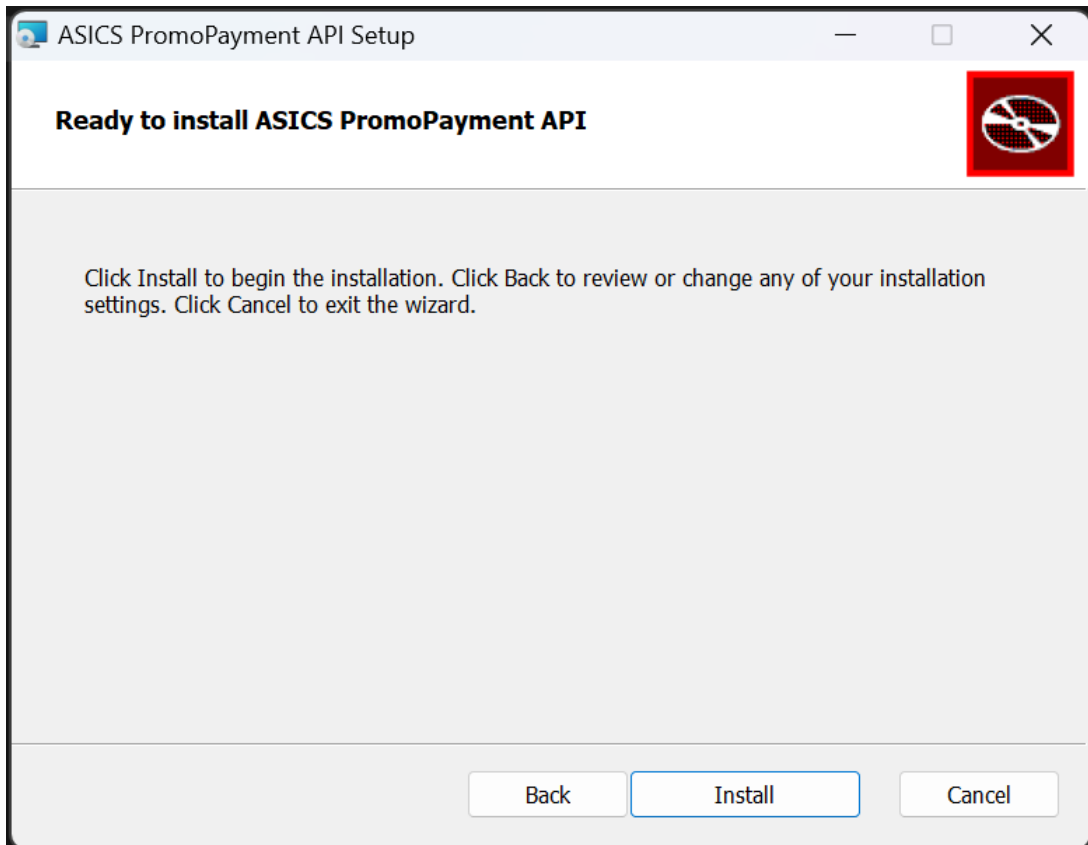 ASICS PromoPayment API Setup
Ready to install ASICS PromoPayment API
Click Install to begin the installation. Click Back to review or change any of your installation
settings. Click Cancel to exit the wizard.
Back
Install
Cancel